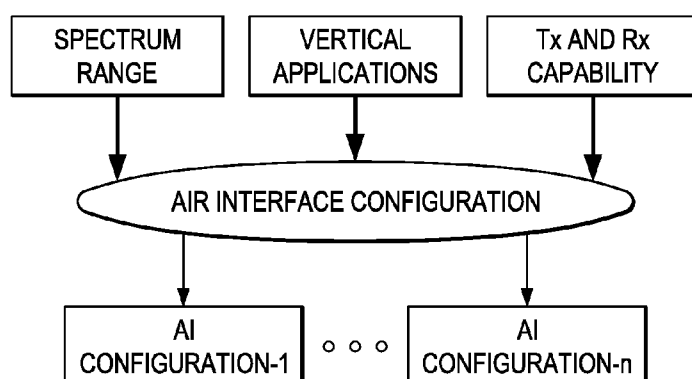 SPECTRUM
RANGE
VERTICAL
APPLICATIONS
Tx AND Rx
CAPABILITY
AIR INTERFACE CONFIGURATION
AI
CONFIGURATION-1
AI
CONFIGURATION-n